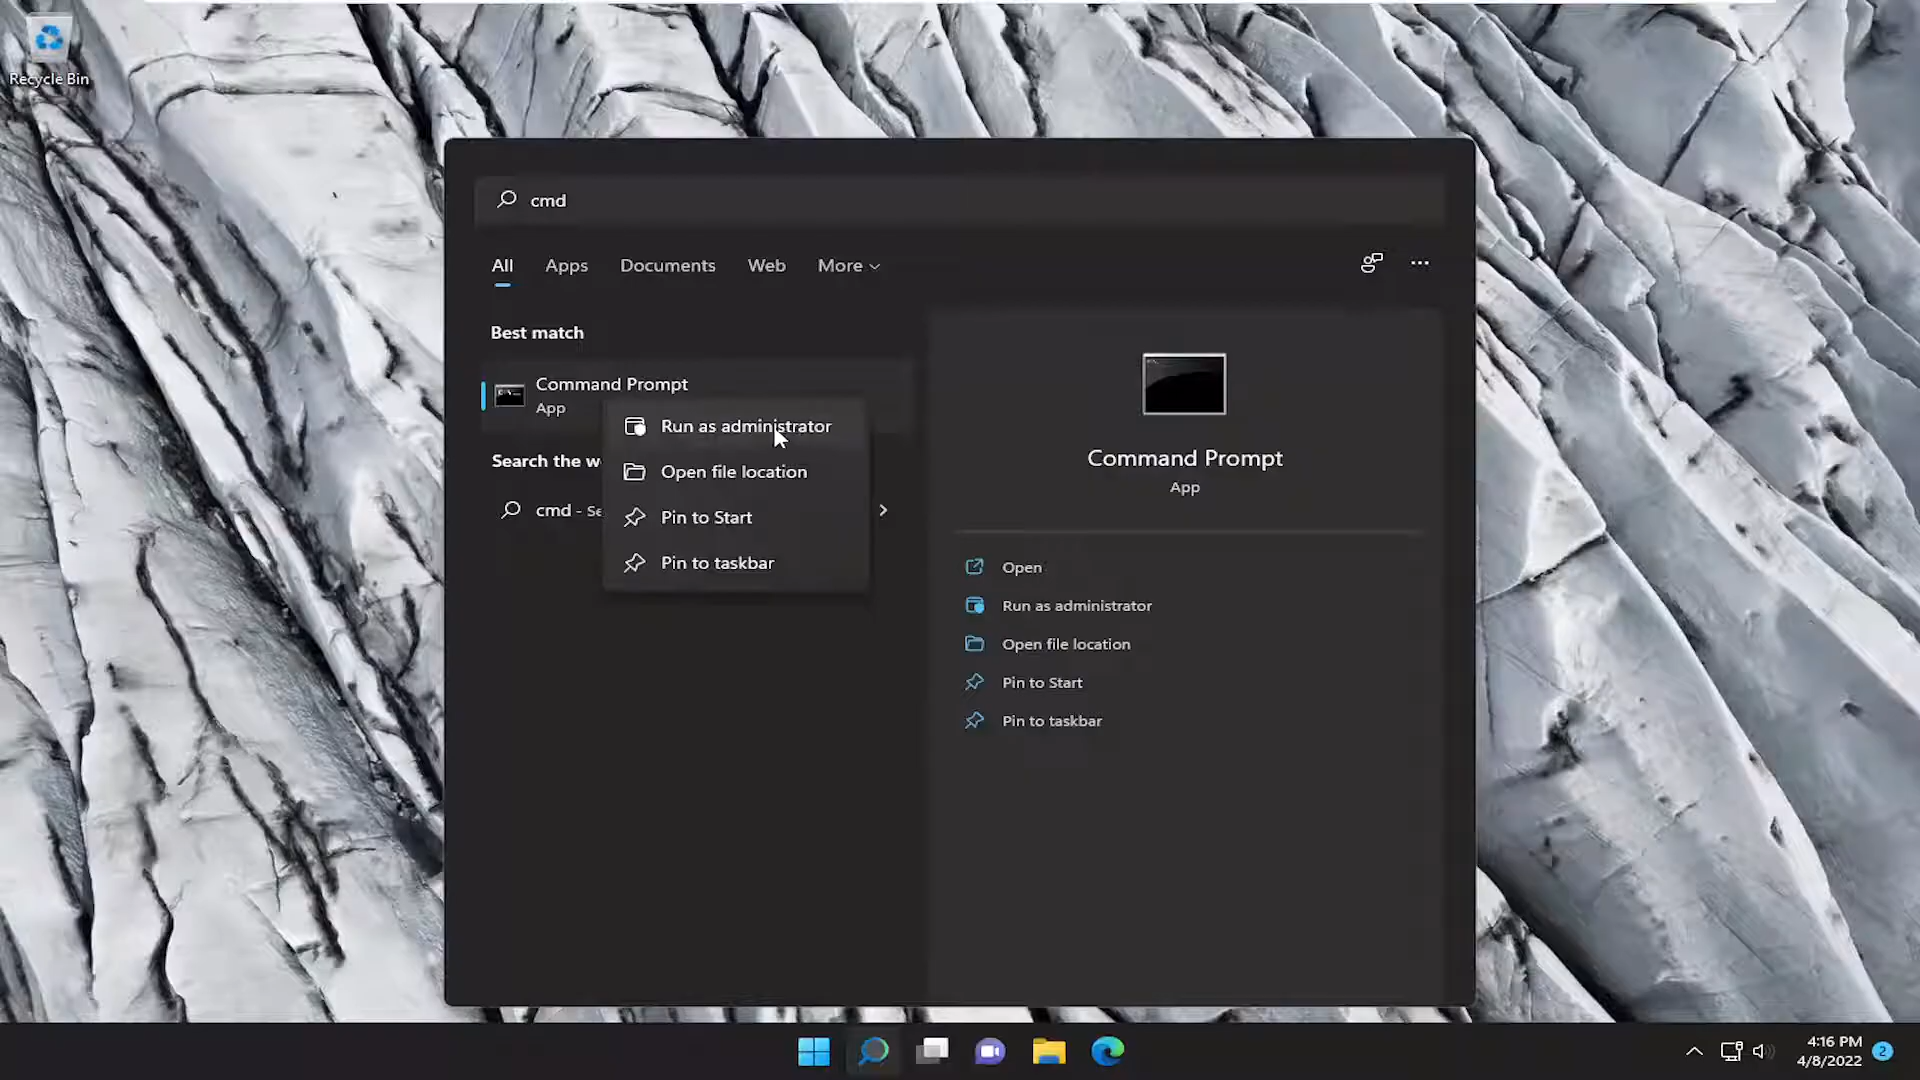 Recycle Bin
cmd
All Apps Documents Web More
Best match
Command Prompt
App
Run as administrator
Open file location
Pin to Start
Pin to taskbar
Search the w
cmd - Se
Command Prompt
App
Open
Run as administrator
Open file location
Pin to Start
Pin to taskbar
4:16 PM
4/8/2022
2